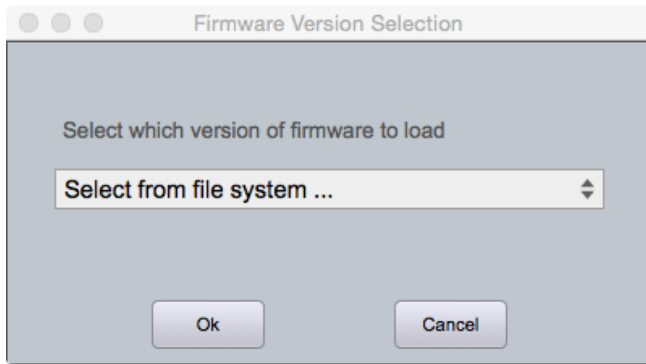 Firmware Version Selection
Select which version of firmware to load
Select from file system ...
Ok
Cancel